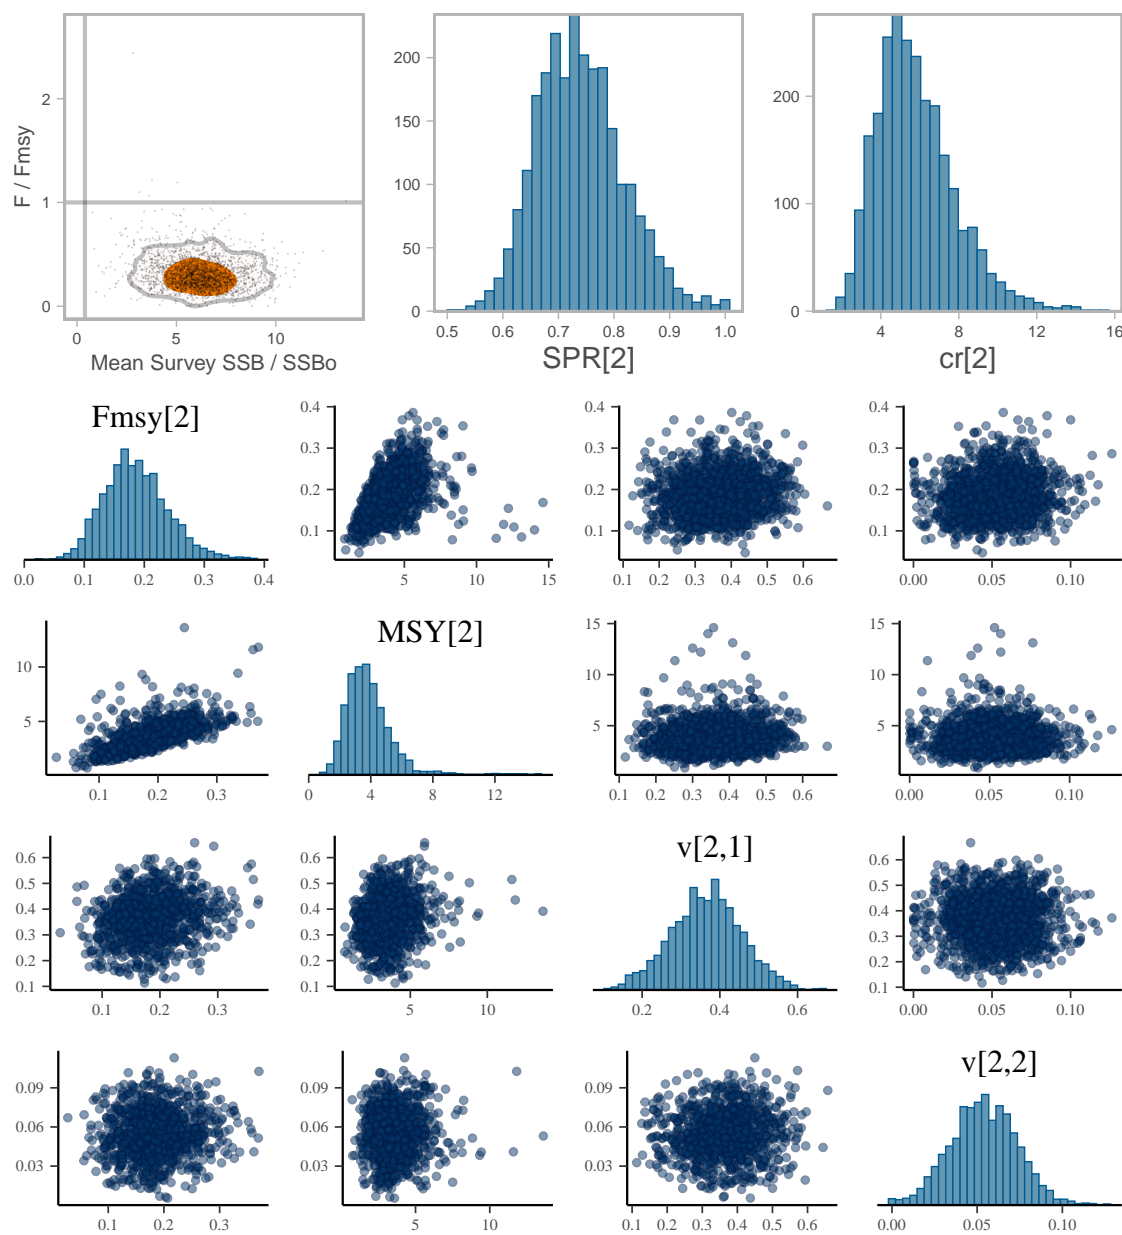 F / Fmsy
2
1
0
0 5 10
Mean Survey SSB / SSBo
200
150
100
50
0
0.5 0.6 0.7 0.8 0.9 1.0
SPR[2]
200
100
0
4 8 12 16
cr[2]
Fmsy[2]
0.0 0.1 0.2 0.3 0.4
0.4
0.3
0.2
0.1
5 10 15
0.4
0.3
0.2
0.1
0.1 0.2 0.3 0.4 0.5 0.6
0.4
0.3
0.2
0.1
0.00 0.05 0.10
10
5
0.1 0.2 0.3
MSY[2]
0 4 8 12
15
10
5
0.1 0.2 0.3 0.4 0.5 0.6
15
10
5
0.00 0.05 0.10
0.6
0.5
0.4
0.3
0.2
0.1
0.1 0.2 0.3
0.6
0.5
0.4
0.3
0.2
0.1
5 10
v[2,1]
0.2 0.4 0.6
0.6
0.5
0.4
0.3
0.2
0.1
0.00 0.05 0.10
0.09
0.06
0.03
0.1 0.2 0.3
0.09
0.06
0.03
5 10
0.09
0.06
0.03
0.1 0.2 0.3 0.4 0.5 0.6
v[2,2]
0.00 0.05 0.10